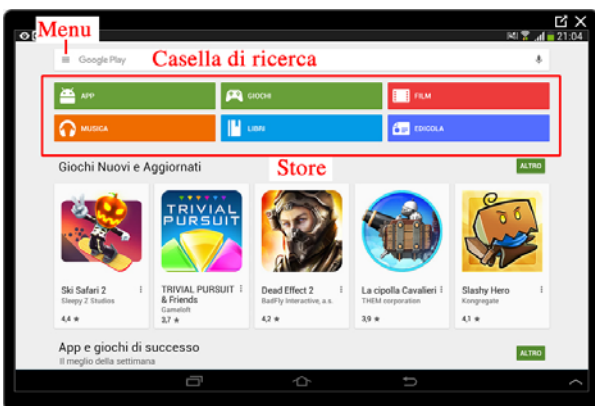 Menu
21:04
Google Play
Casella di ricerca
APP
GIOCHI
FILM
MUSICA
LIBRI
EDICOLA
Store
Giochi Nuovi e Aggiornati
ALTRO
TRIVIAL
PURSUIT
Ski Safari 2
Sleepy Z Studios
4,4
TRIVIAL PURSUIT
& Friends
Gameloft
3,7
Dead Effect 2
BadFly Interactive, a.s.
4,2
La cipolla Cavalieri
THEM corporation
3,9
Slashy Hero
Kongregate
4,1
App e giochi di successo
Il meglio della settimana
ALTRO